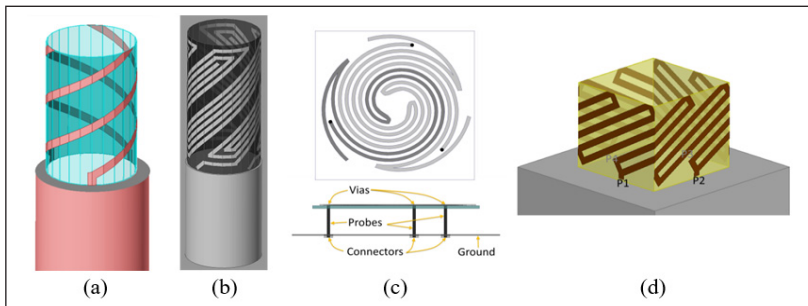 Vias
Probes
Connectors
Ground
P1
P2
(a)
(b)
(c)
(d)